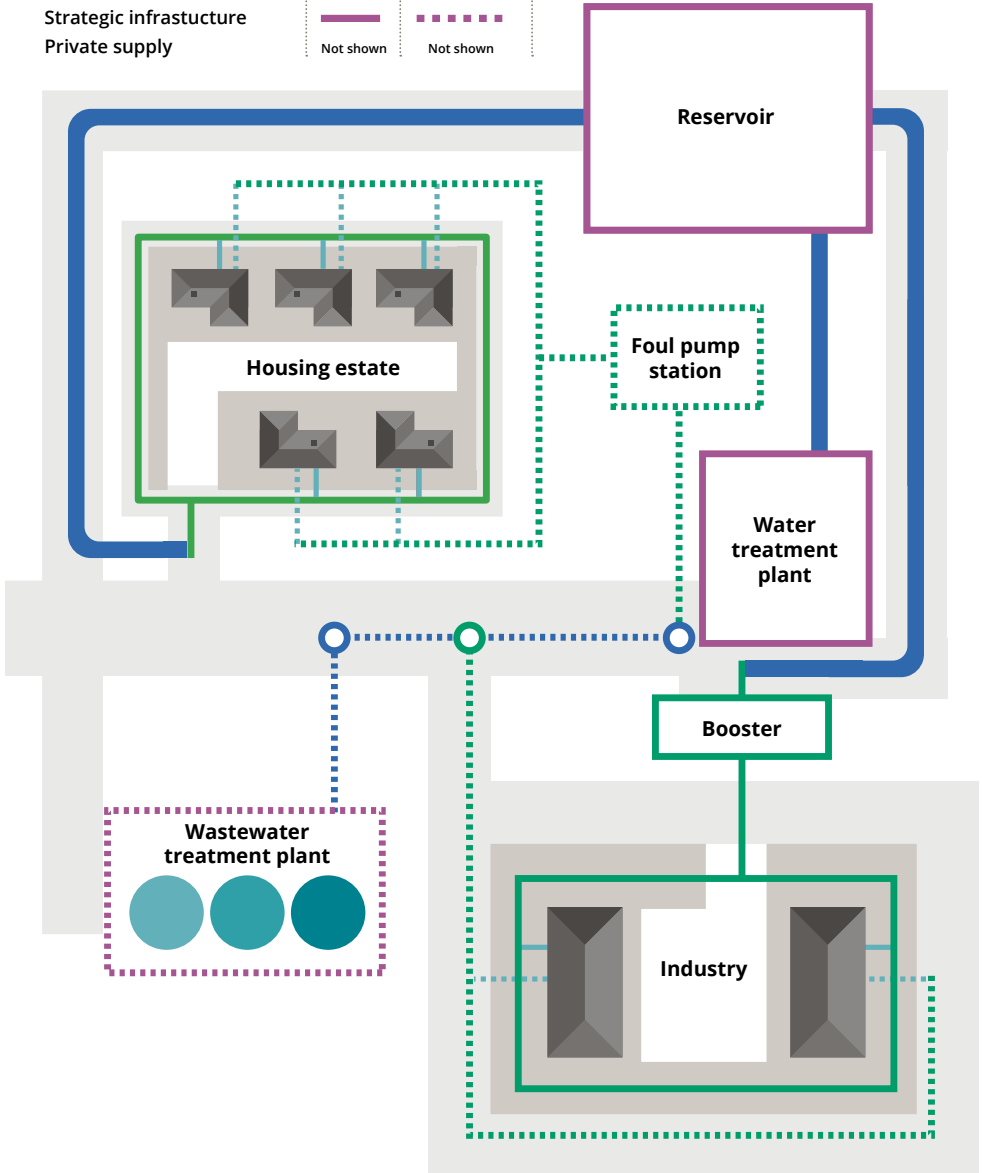 Strategic infrastucture
Private supply
Not shown
Not shown
Reservoir
Housing estate
Foul pump
station
Water
treatment
plant
Booster
Wastewater
treatment plant
Industry